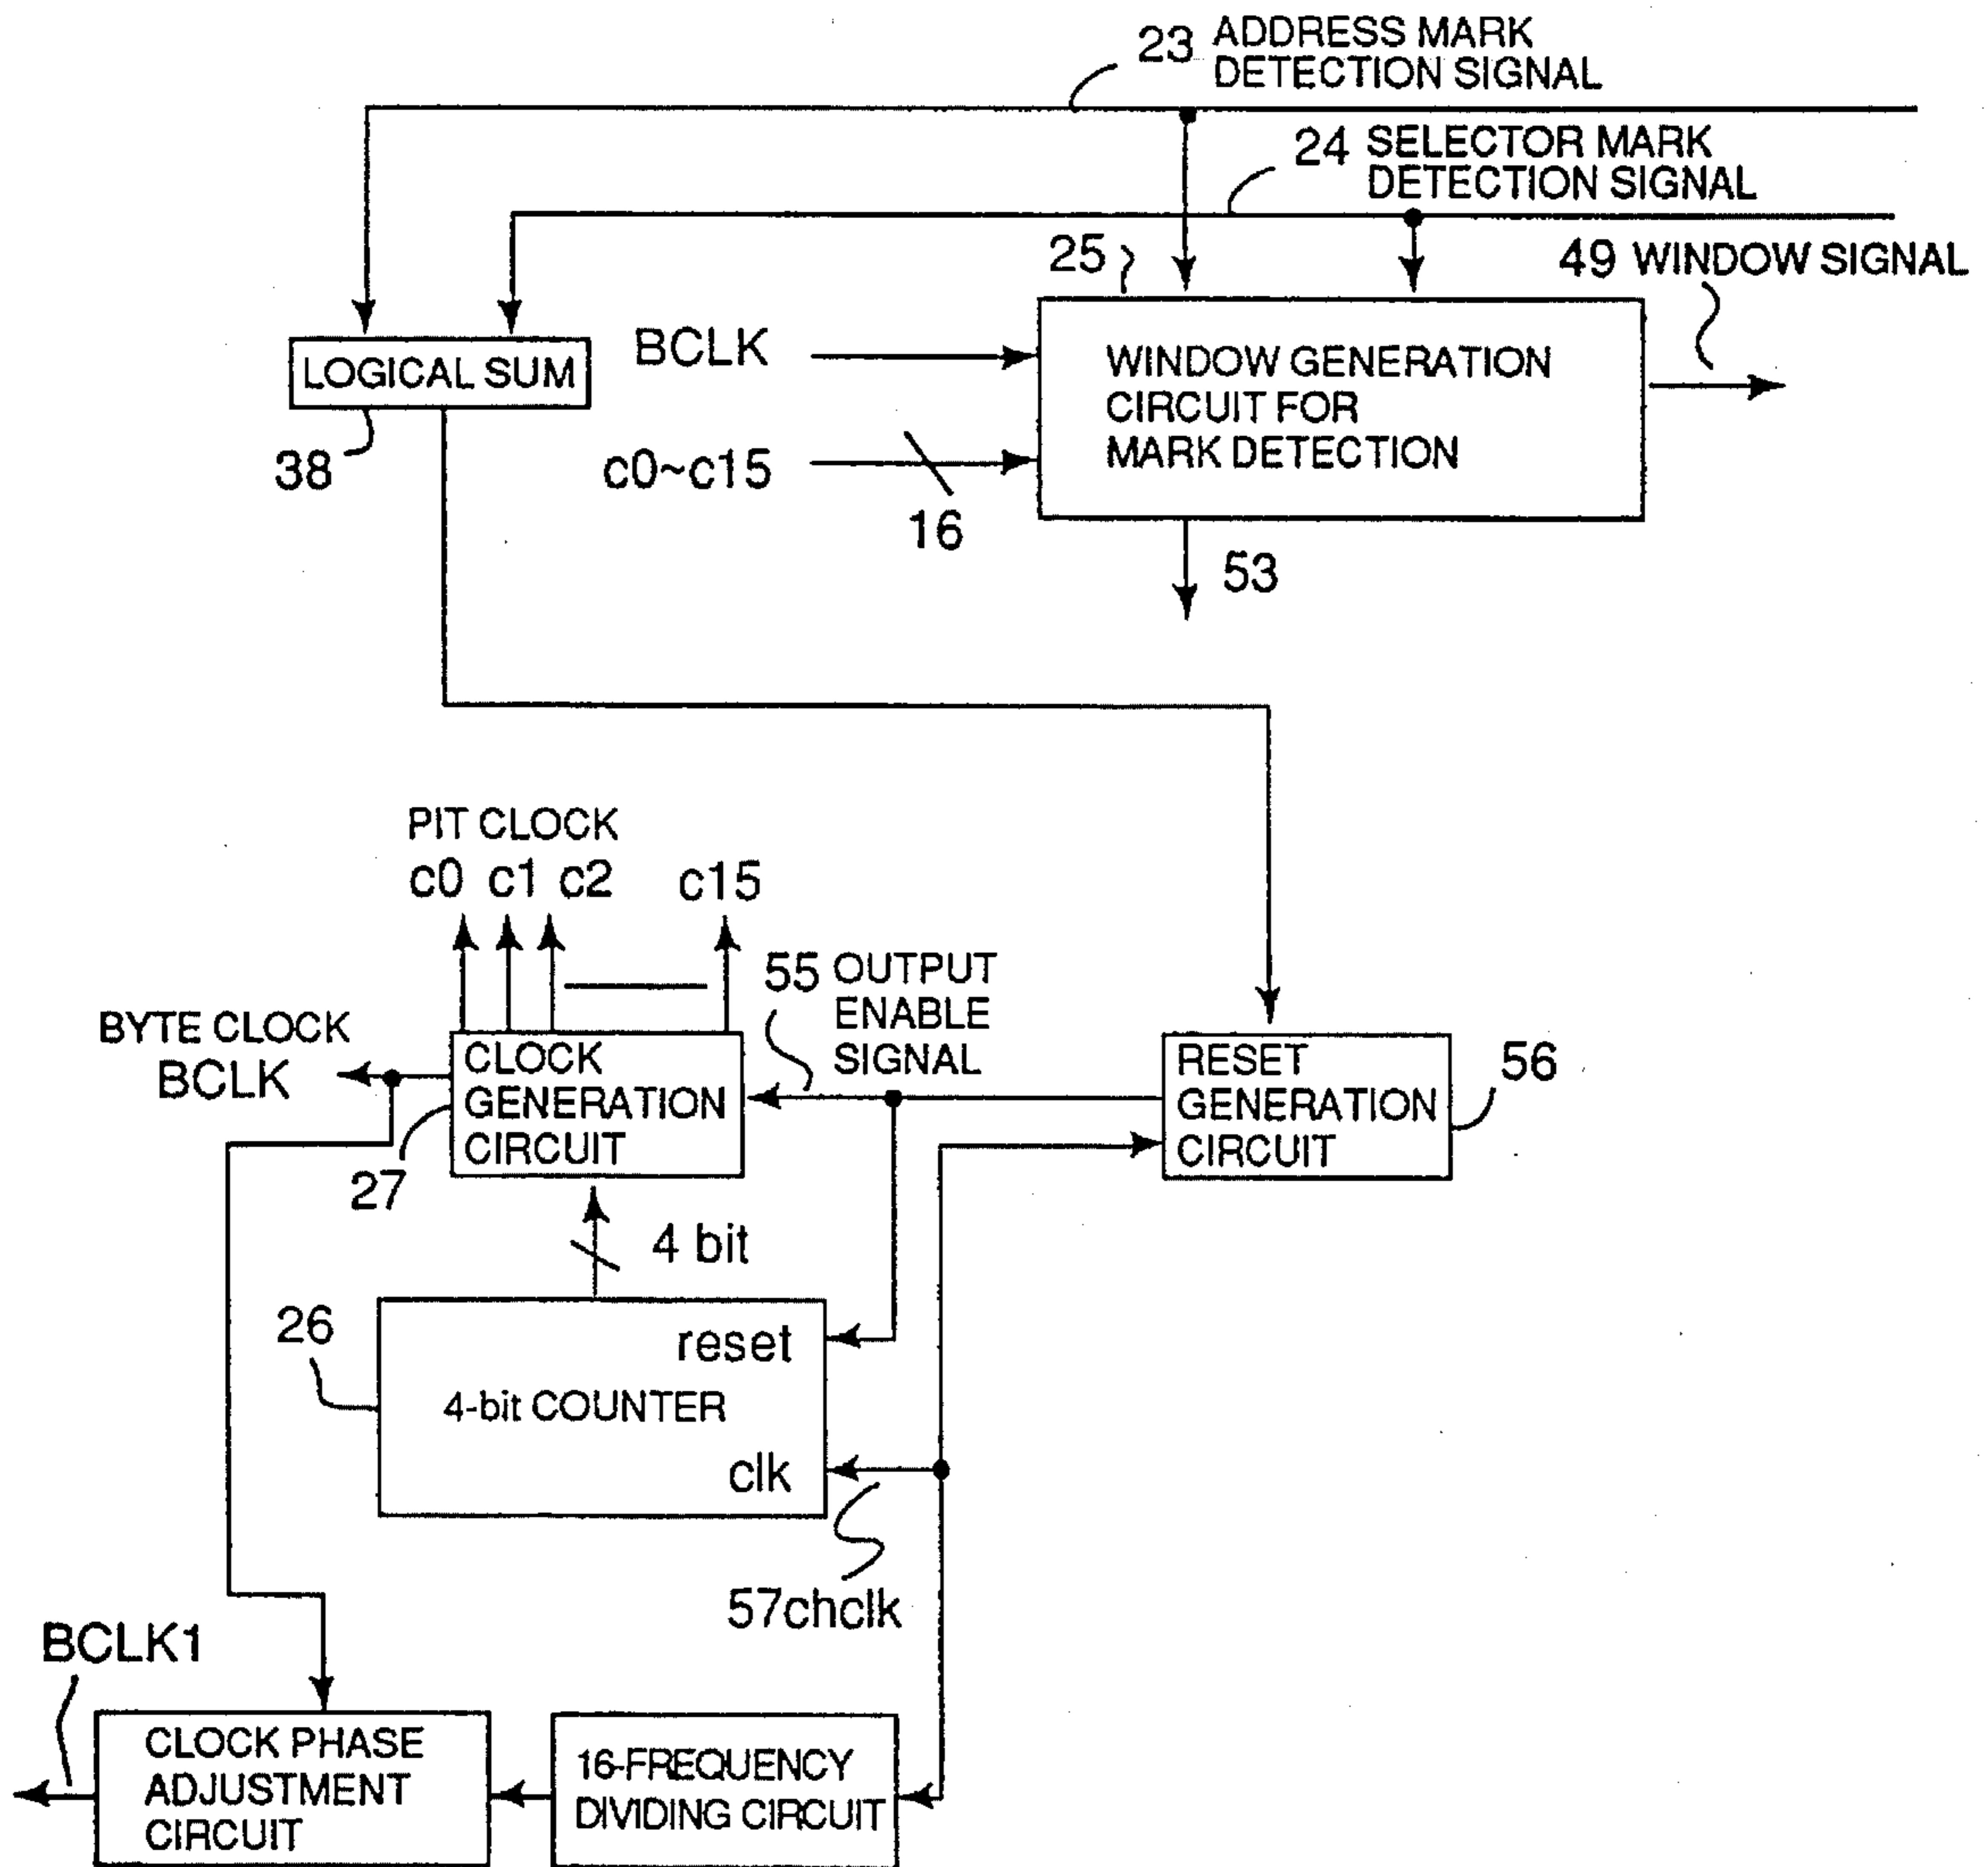 23 ADDRESS MARK
DETECTION SIGNAL
24 SELECTOR MARK
DETECTION SIGNAL
25
49 WINDOW SIGNAL
LOGICAL SUM
38
BCLK
c0~c15
16
WINDOW GENERATION
CIRCUIT FOR
MARK DETECTION
53
PIT CLOCK
c0 c1 c2 c15
55 OUTPUT
ENABLE
SIGNAL
BYTE CLOCK
BCLK
CLOCK
GENERATION
CIRCUIT
27
RESET
GENERATION
CIRCUIT
56
4 bit
26
reset
4-bit COUNTER
clk
57chclk
BCLK1
CLOCK PHASE
ADJUSTMENT
CIRCUIT
16-FREQUENCY
DIVIDING CIRCUIT